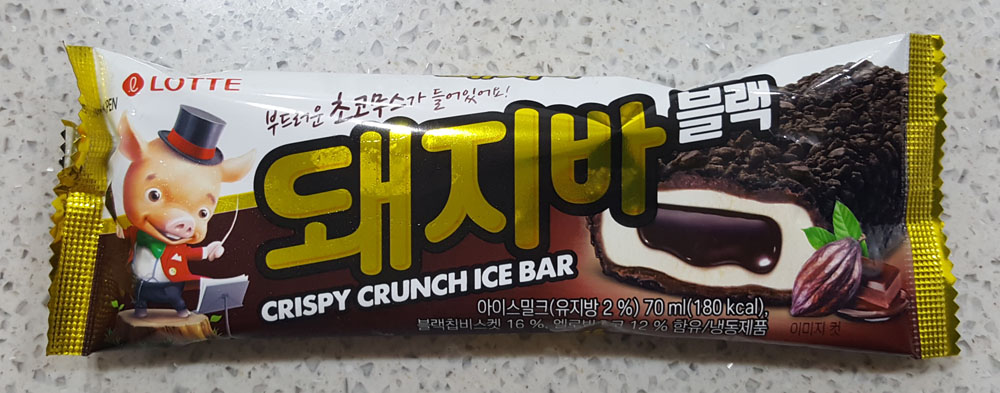 LOTTE
부드러운 초코무스가 들어있어요!
돼지바
블랙
CRISPY CRUNCH ICE BAR
아이스밀크(유지방 2 %) 70 ml(180 kcal),
블랙칩비스켓 16 %, 12 % 함유/냉동제품
이미지 컷